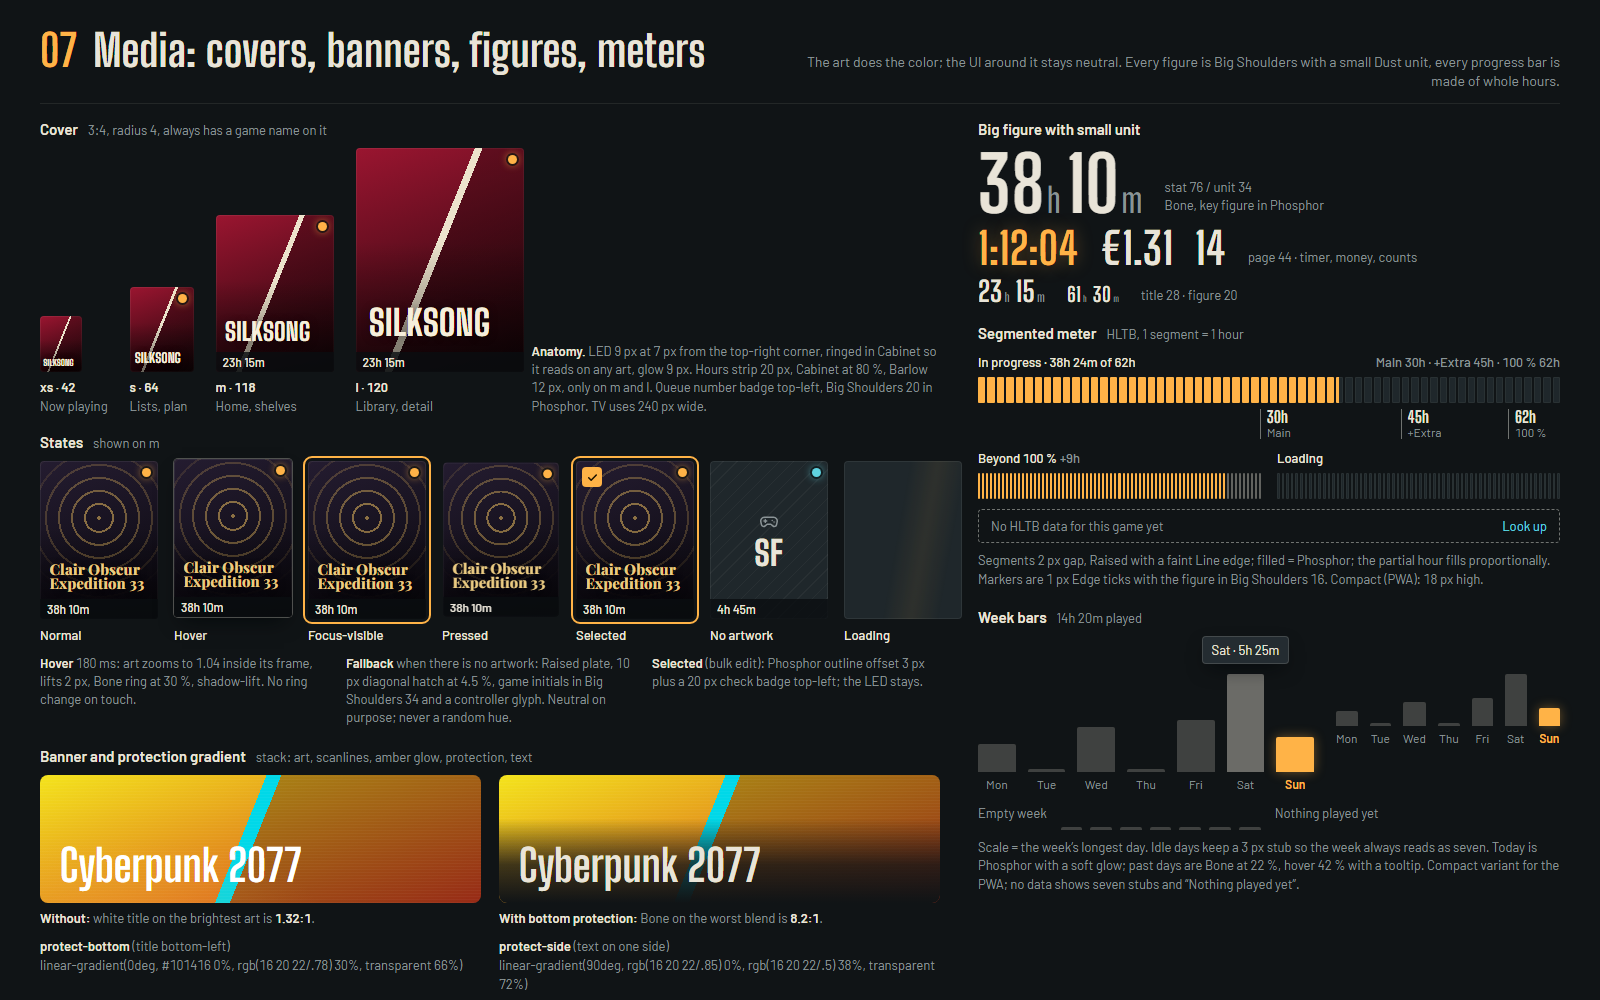 07 Media: covers, banners, figures, meters
The art does the color; the UI around it stays neutral. Every figure is Big Shoulders with a small Dust unit, every progress bar is
made of whole hours.
Cover 3:4, radius 4, always has a game name on it
SILKSONG
SILKSONG
SILKSONG
23h 15m
SILKSONG
23h 15m
xs · 42
Now playing
s · 64
Lists, plan
m · 118
Home, shelves
l · 120
Library, detail
Anatomy. LED 9 px at 7 px from the top-right corner, ringed in Cabinet so
it reads on any art, glow 9 px. Hours strip 20 px, Cabinet at 80 %, Barlow
12 px, only on m and l. Queue number badge top-left, Big Shoulders 20 in
Phosphor. TV uses 240 px wide.
States shown on m
Clair Obscur
Expedition 33
38h 10m
Normal
Clair Obscur
Expedition 33
38h 10m
Hover
Clair Obscur
Expedition 33
38h 10m
Focus-visible
Clair Obscur
Expedition 33
38h 10m
Pressed
Clair Obscur
Expedition 33
38h 10m
Selected
SF
4h 45m
No artwork
Loading
Hover 180 ms: art zooms to 1.04 inside its frame,
lifts 2 px, Bone ring at 30 %, shadow-lift. No ring
change on touch.
Fallback when there is no artwork: Raised plate, 10
px diagonal hatch at 4.5 %, game initials in Big
Shoulders 34 and a controller glyph. Neutral on
purpose; never a random hue.
Selected (bulk edit): Phosphor outline offset 3 px
plus a 20 px check badge top-left; the LED stays.
Banner and protection gradient stack: art, scanlines, amber glow, protection, text
Cyberpunk 2077
Without: white title on the brightest art is 1.32:1.
protect-bottom (title bottom-left)
linear-gradient(0deg, #101416 0%, rgb(16 20 22/.78) 30%, transparent 66%)
Cyberpunk 2077
With bottom protection: Bone on the worst blend is 8.2:1.
protect-side (text on one side)
linear-gradient(90deg, rgb(16 20 22/.85) 0%, rgb(16 20 22/.5) 38%, transparent
72%)
Big figure with small unit
38h 10m
stat 76 / unit 34
Bone, key figure in Phosphor
1:12:04 €1.31 14 page 44 · timer, money, counts
23h 15m 61h 30m title 28 · figure 20
Segmented meter HLTB, 1 segment = 1 hour
In progress · 38h 24m of 62h
Main 30h · +Extra 45h · 100 % 62h
30h
Main
45h
+Extra
62h
100 %
Beyond 100 % +9h
Loading
No HLTB data for this game yet
Look up
Segments 2 px gap, Raised with a faint Line edge; filled = Phosphor; the partial hour fills proportionally.
Markers are 1 px Edge ticks with the figure in Big Shoulders 16. Compact (PWA): 18 px high.
Week bars 14h 20m played
Sat · 5h 25m
Mon Tue Wed Thu Fri Sat Sun
Mon Tue Wed Thu Fri Sat Sun
Empty week
Nothing played yet
Scale = the week's longest day. Idle days keep a 3 px stub so the week always reads as seven. Today is
Phosphor with a soft glow; past days are Bone at 22 %, hover 42 % with a tooltip. Compact variant for the
PWA; no data shows seven stubs and “Nothing played yet”.